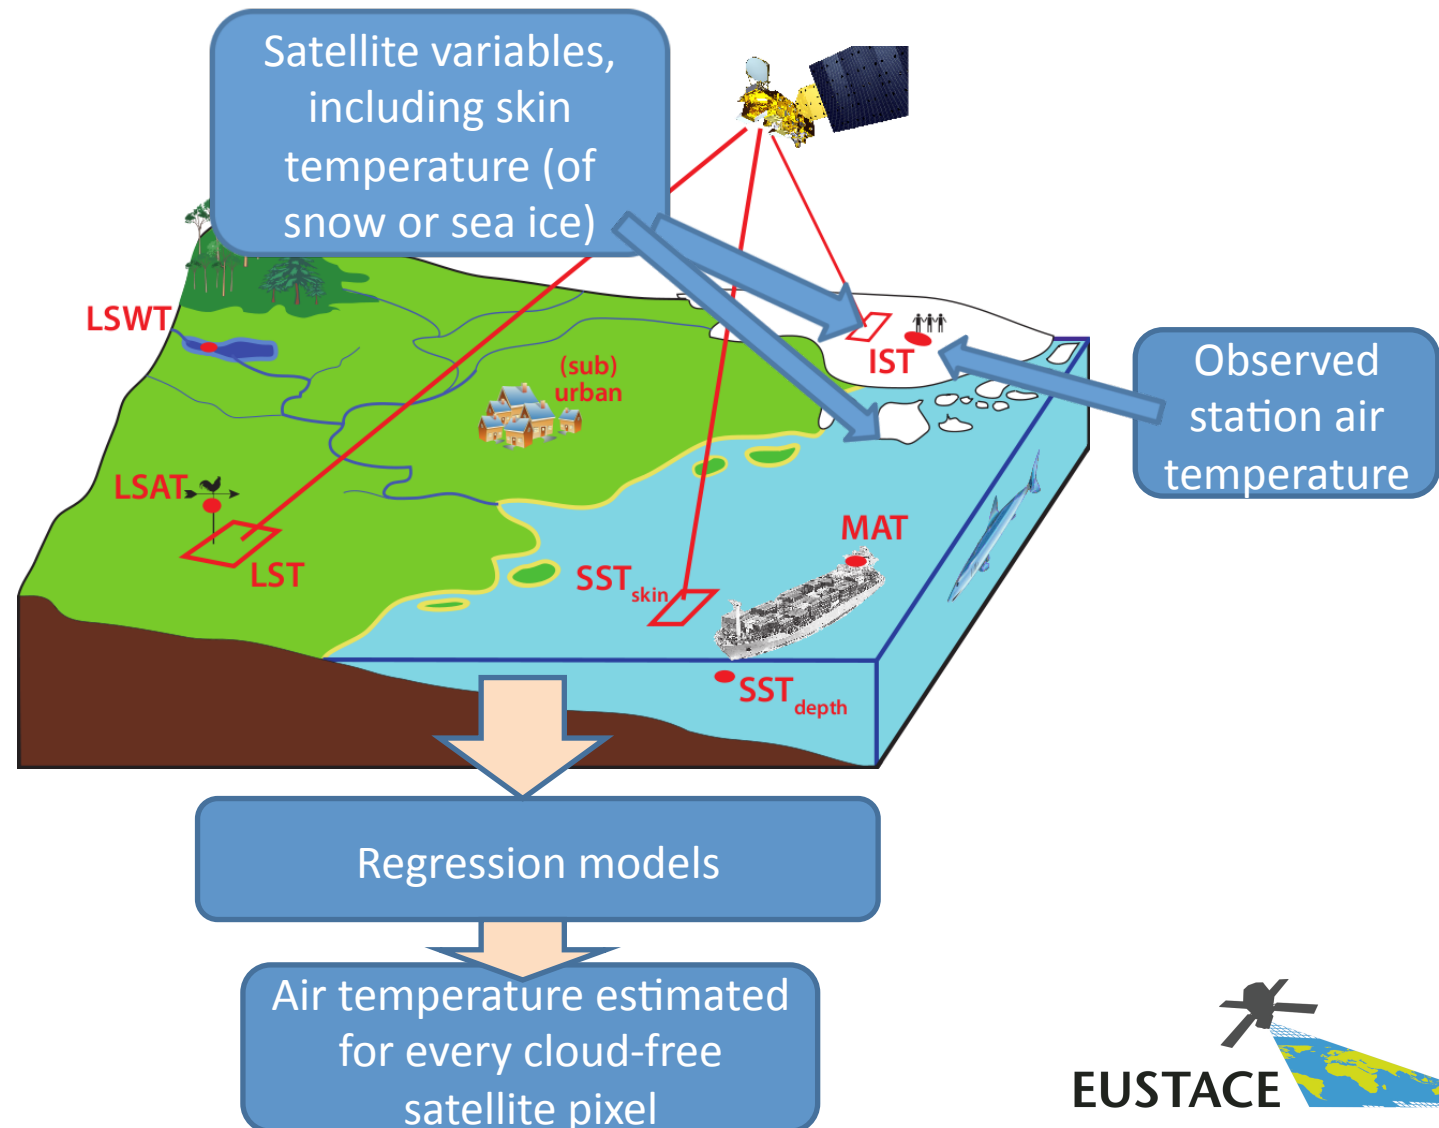 Satellite variables,
including skin
temperature (of
snow or sea ice)
LSWT
(sub)
urban
IST
Observed
station air
temperature
LSAT
LST
MAT
SST skin
SST depth
Regression models
Air temperature estimated
for every cloud-free
satellite pixel
EUSTACE